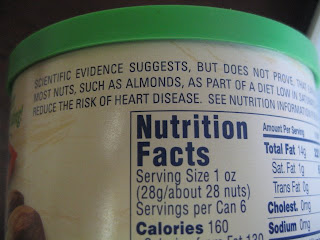 SCIENTIFIC EVIDENCE SUGGESTS, BUT DOES NOT PROVE, THAT
MOST NUTS, SUCH AS ALMONDS, AS PART OF A DIET LOW IN
REDUCE THE RISK OF HEART DISEASE. SEE NUTRITION INFORMATION
Nutrition
Facts
Serving Size 1 oz
(28g/about 28 nuts)
Servings per Can 6
Calories 160
Amount Per Serving
Total Fat 14g
Sat. Fat 1g
Trans Fat 0g
Cholest. 0mg
Sodium 0mg